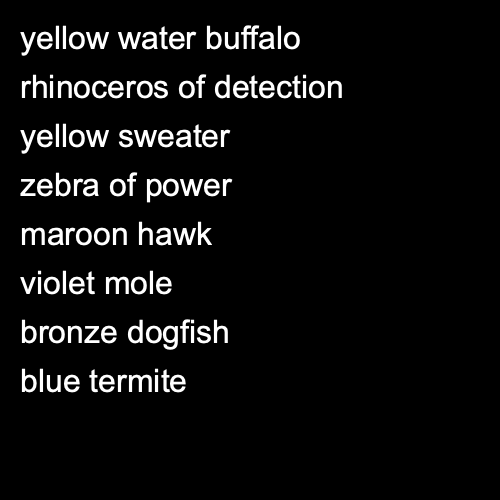 yellow water buffalo
rhinoceros of detection
yellow sweater
zebra of power
maroon hawk
violet mole
bronze dogfish
blue termite